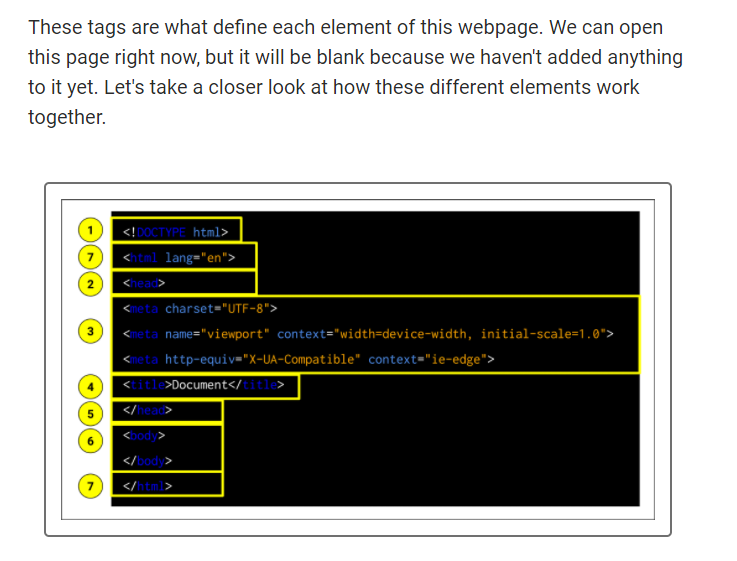 These tags are what define each element of this webpage. We can open
this page right now, but it will be blank because we haven't added anything
to it yet. Let's take a closer look at how these different elements work
together.
1 <!DOCTYPE html>
7 <html lang="en">
2 <head>
<meta charset="UTF-8">
3 <meta name="viewport" context="width=device-width, initial-scale=1.0">
<meta http-equiv="X-UA-Compatible" context="ie-edge">
4 <title>Document</title>
5 </head>
6 <body>
</body>
7 </html>